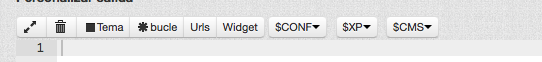 Personalizar salida
Tema bucle Urls Widget $CONF $XP $CMS
1